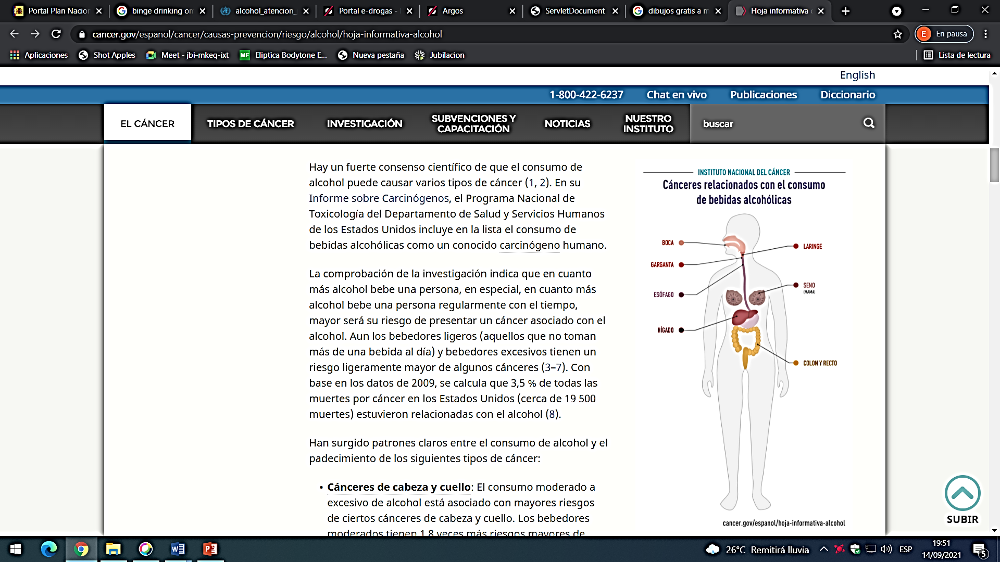 Portal Plan Nacion
binge drinking om
alcohol_atencion_
Portal e-drogas -
Argos
ServletDocument
dibujos gratis a m
Hoja informativa
cancer.gov/espanol/cancer/causas-prevencion/riesgo/alcohol/hoja-informativa-alcohol
E En pausa
Aplicaciones
Shot Apples
Meet - jbi-mkeq-ixt
MF Eliptica Bodytone E...
Nueva pestaña
Jubilacion
Lista de lectura
English
1-800-422-6237 Chat en vivo Publicaciones Diccionario
EL CÁNCER
TIPOS DE CÁNCER
INVESTIGACIÓN
SUBVENCIONES Y
CAPACITACIÓN
NOTICIAS
NUESTRO
INSTITUTO
buscar
Hay un fuerte consenso científico de que el consumo de
alcohol puede causar varios tipos de cáncer (1, 2). En su
Informe sobre Carcinógenos, el Programa Nacional de
Toxicología del Departamento de Salud y Servicios Humanos
de los Estados Unidos incluye en la lista el consumo de
bebidas alcohólicas como un conocido carcinógeno humano.
La comprobación de la investigación indica que en cuanto
más alcohol bebe una persona, en especial, en cuanto más
alcohol bebe una persona regularmente con el tiempo,
mayor será su riesgo de presentar un cáncer asociado con el
alcohol. Aun los bebedores ligeros (aquellos que no toman
más de una bebida al día) y bebedores excesivos tienen un
riesgo ligeramente mayor de algunos cánceres (3–7). Con
base en los datos de 2009, se calcula que 3,5 % de todas las
muertes por cáncer en los Estados Unidos (cerca de 19 500
muertes) estuvieron relacionadas con el alcohol (8).
Han surgido patrones claros entre el consumo de alcohol y el
padecimiento de los siguientes tipos de cáncer:
• Cánceres de cabeza y cuello: El consumo moderado a
excesivo de alcohol está asociado con mayores riesgos
de ciertos cánceres de cabeza y cuello. Los bebedores
moderados tienen 1,8 veces más riesgos mayores de
INSTITUTO NACIONAL DEL CÁNCER
Cánceres relacionados con el consumo
de bebidas alcohólicas
BOCA
LARINGE
GARGANTA
SENO
(MAMA)
ESÓFAGO
HÍGADO
COLON Y RECTO
cancer.gov/espanol/hoja-informativa-alcohol
SUBIR
26°C Remitirá lluvia
ESP
19:51
14/09/2021
5